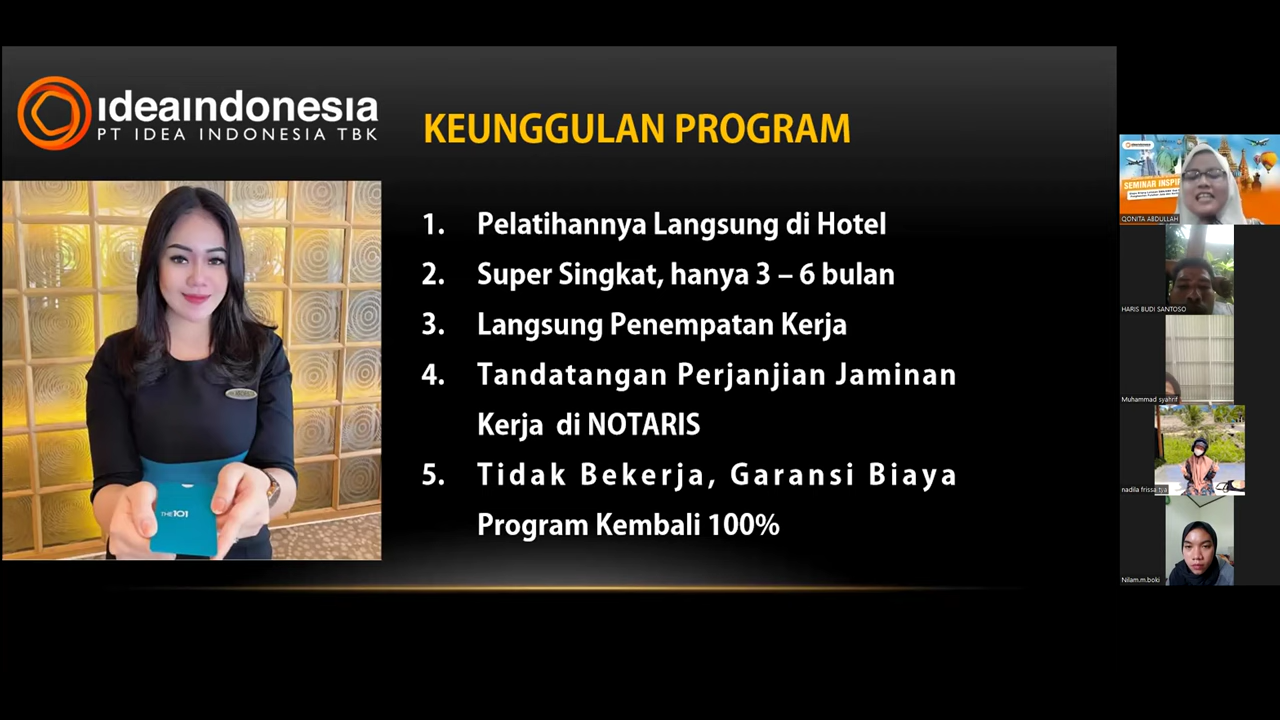 ideaindonesia
PT IDEA INDONESIA TBK
KEUNGGULAN PROGRAM
1. Pelatihannya Langsung di Hotel
2. Super Singkat, hanya 3 – 6 bulan
3. Langsung Penempatan Kerja
4. Tandatangan Perjanjian Jaminan
Kerja di NOTARIS
5. Tidak Bekerja, Garansi Biaya
Program Kembali 100%
THE 101
SEMINAR INSPIR
QONITA ABDULLAH
HARIS BUDI SANTOSO
Muhammad syahrif
nadila frissa tya
Nilam.m.boki